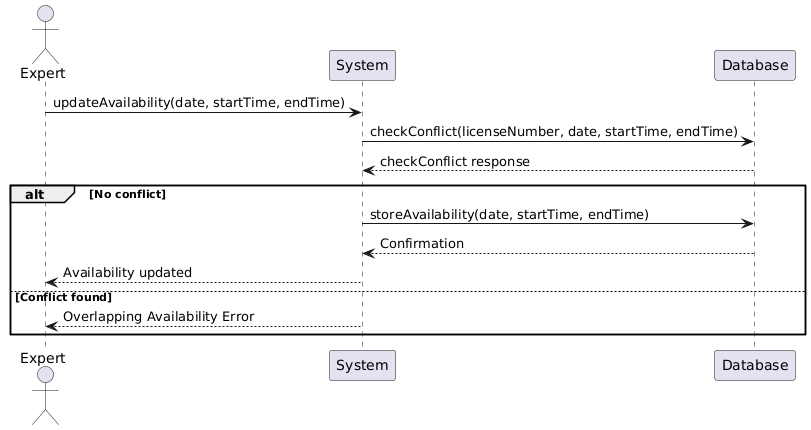 Expert
System
Database
updateAvailability(date, startTime, endTime)
checkConflict(licenseNumber, date, startTime, endTime)
checkConflict response
alt
[No conflict]
storeAvailability(date, startTime, endTime)
Confirmation
Availability updated
[Conflict found]
Overlapping Availability Error
Expert
System
Database